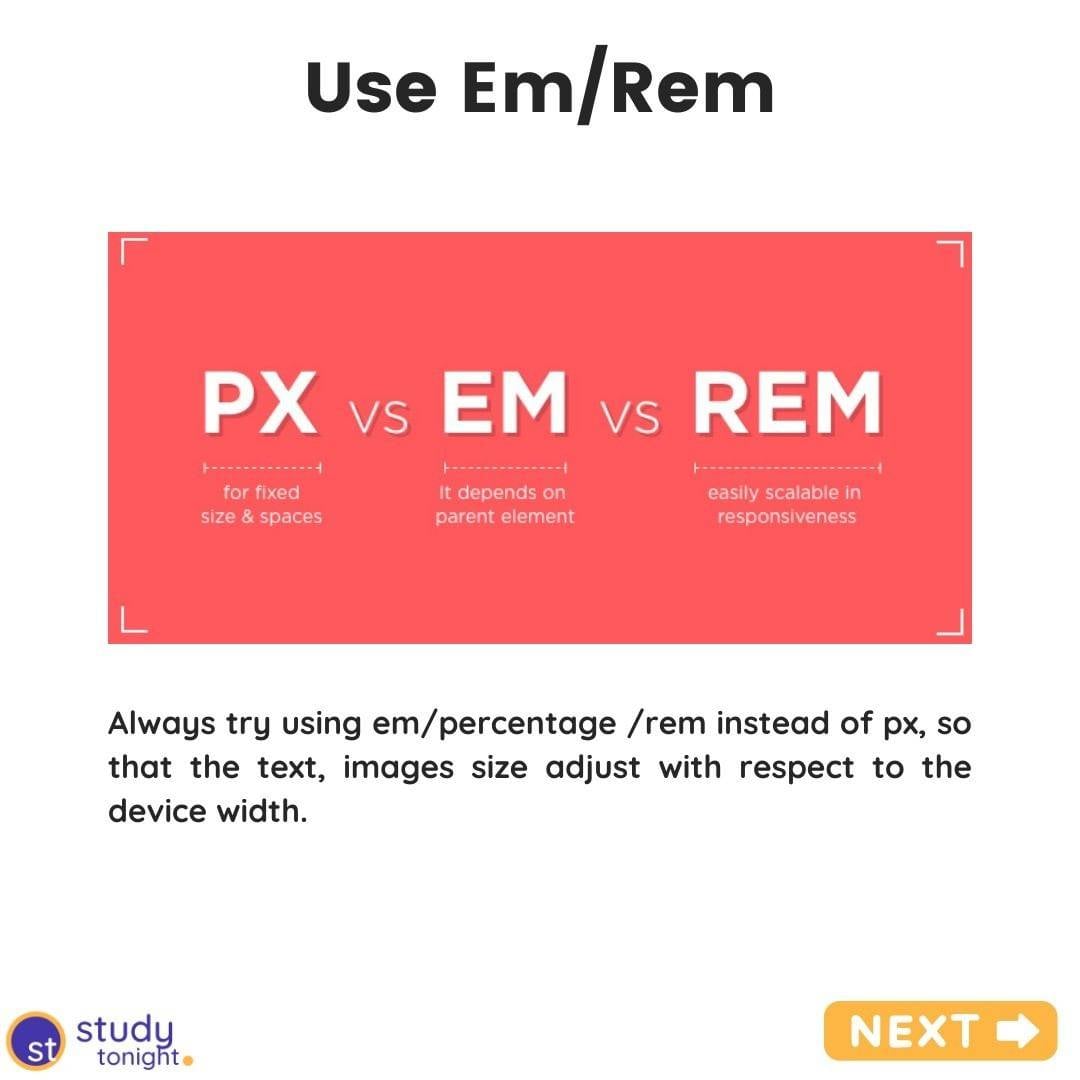 Use Em/Rem
PX vs EM vs REM
for fixed
size & spaces
It depends on
parent element
easily scalable in
responsiveness
Always try using em/percentage /rem instead of px, so
that the text, images size adjust with respect to the
device width.
st
study
tonight
NEXT